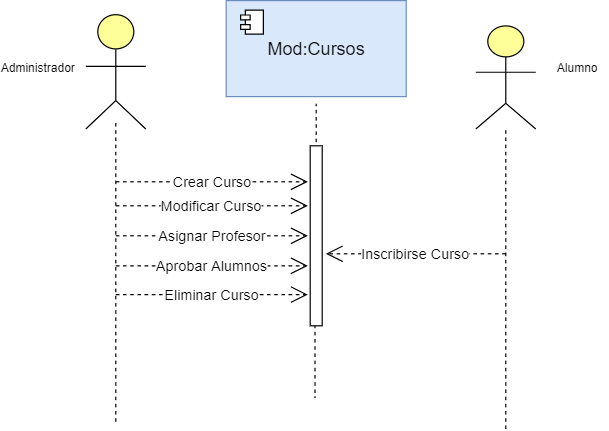 Mod:Cursos
Administrador
Alumno
Crear Curso
Modificar Curso
Asignar Profesor
Inscribirse Curso
Aprobar Alumnos
Eliminar Curso